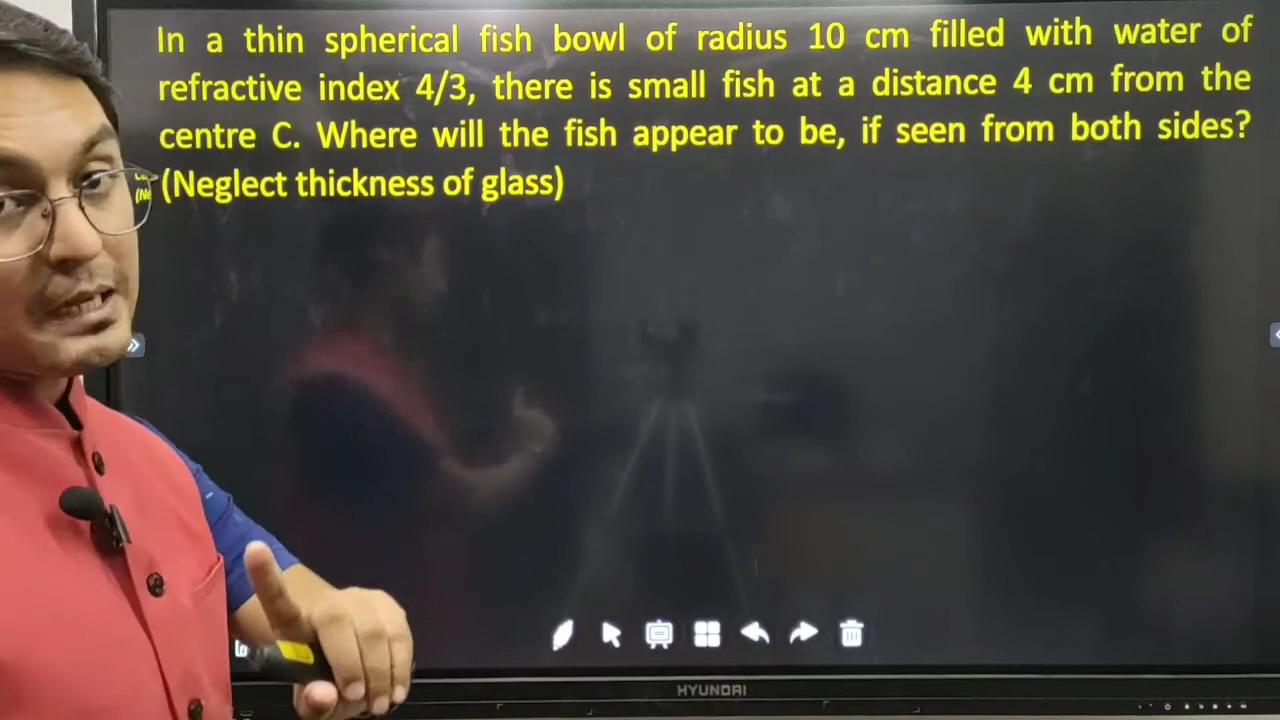 In a thin spherical fish bowl of radius 10 cm filled with water of
refractive index 4/3, there is small fish at a distance 4 cm from the
centre C. Where will the fish appear to be, if seen from both sides?
(Neglect thickness of glass)
HYUNDAI